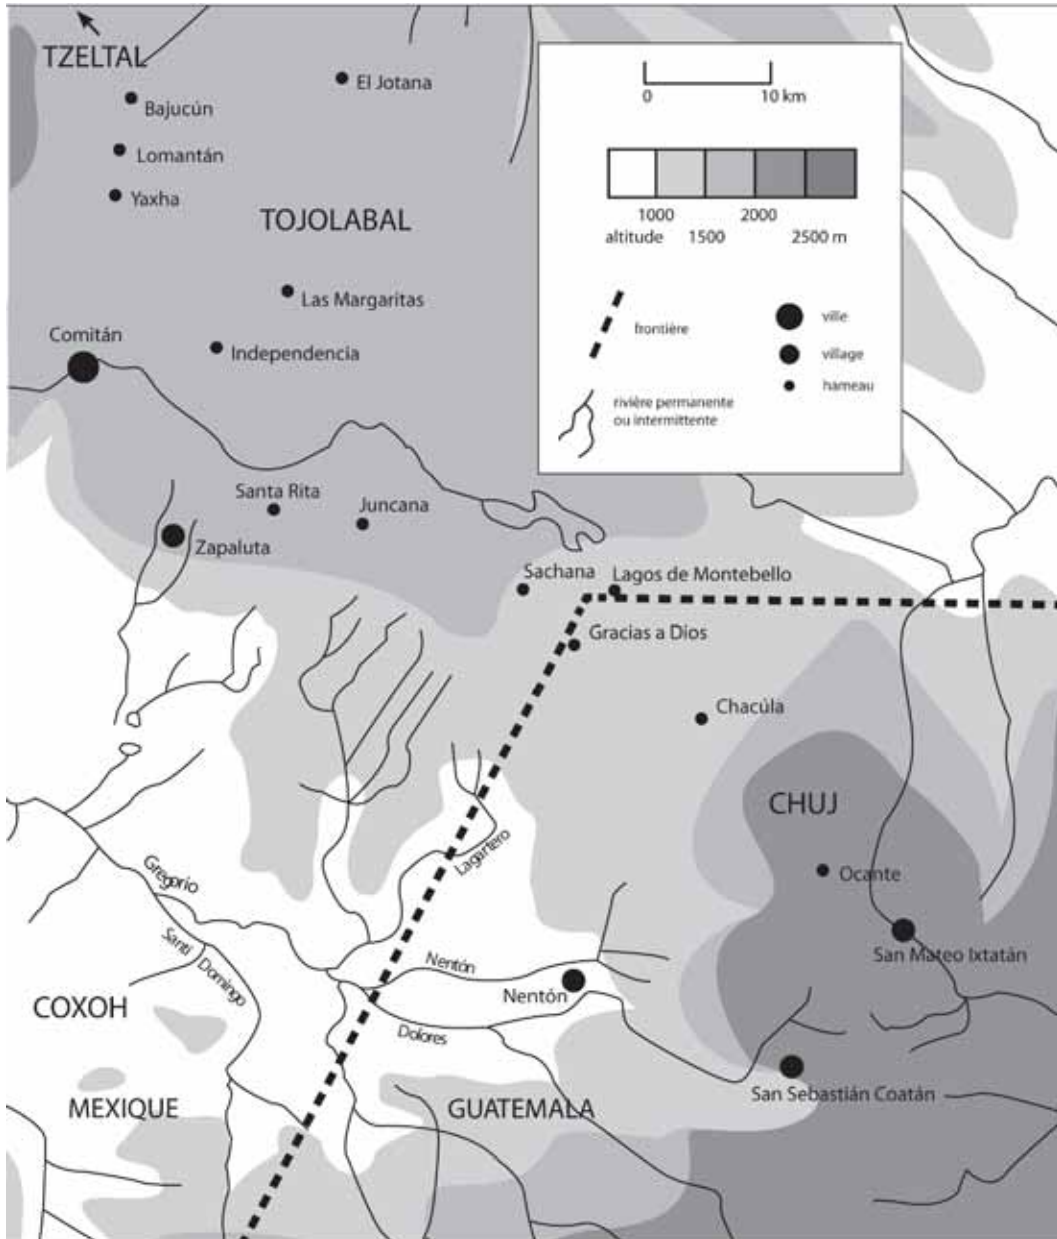 TZELTAL
El Jotana
Bajucún
Lomantán
Yaxha
TOJOLABAL
Las Margaritas
Comitán
Independencia
0
10 km
1000
2000
altitude
1500
2500 m
frontière
ville
village
hameau
rivière permanente
ou intermittente
Santa Rita
Juncana
Zapaluta
Sachana
Lagos de Montebello
Gracias a Dios
Chacúla
CHUJ
Lagartero
Ocante
Gregorio
Santi
Domingo
San Mateo Ixtatán
Nentón
Nentón
COXOH
Dolores
MEXIQUE
GUATEMALA
San Sebastián Coatán